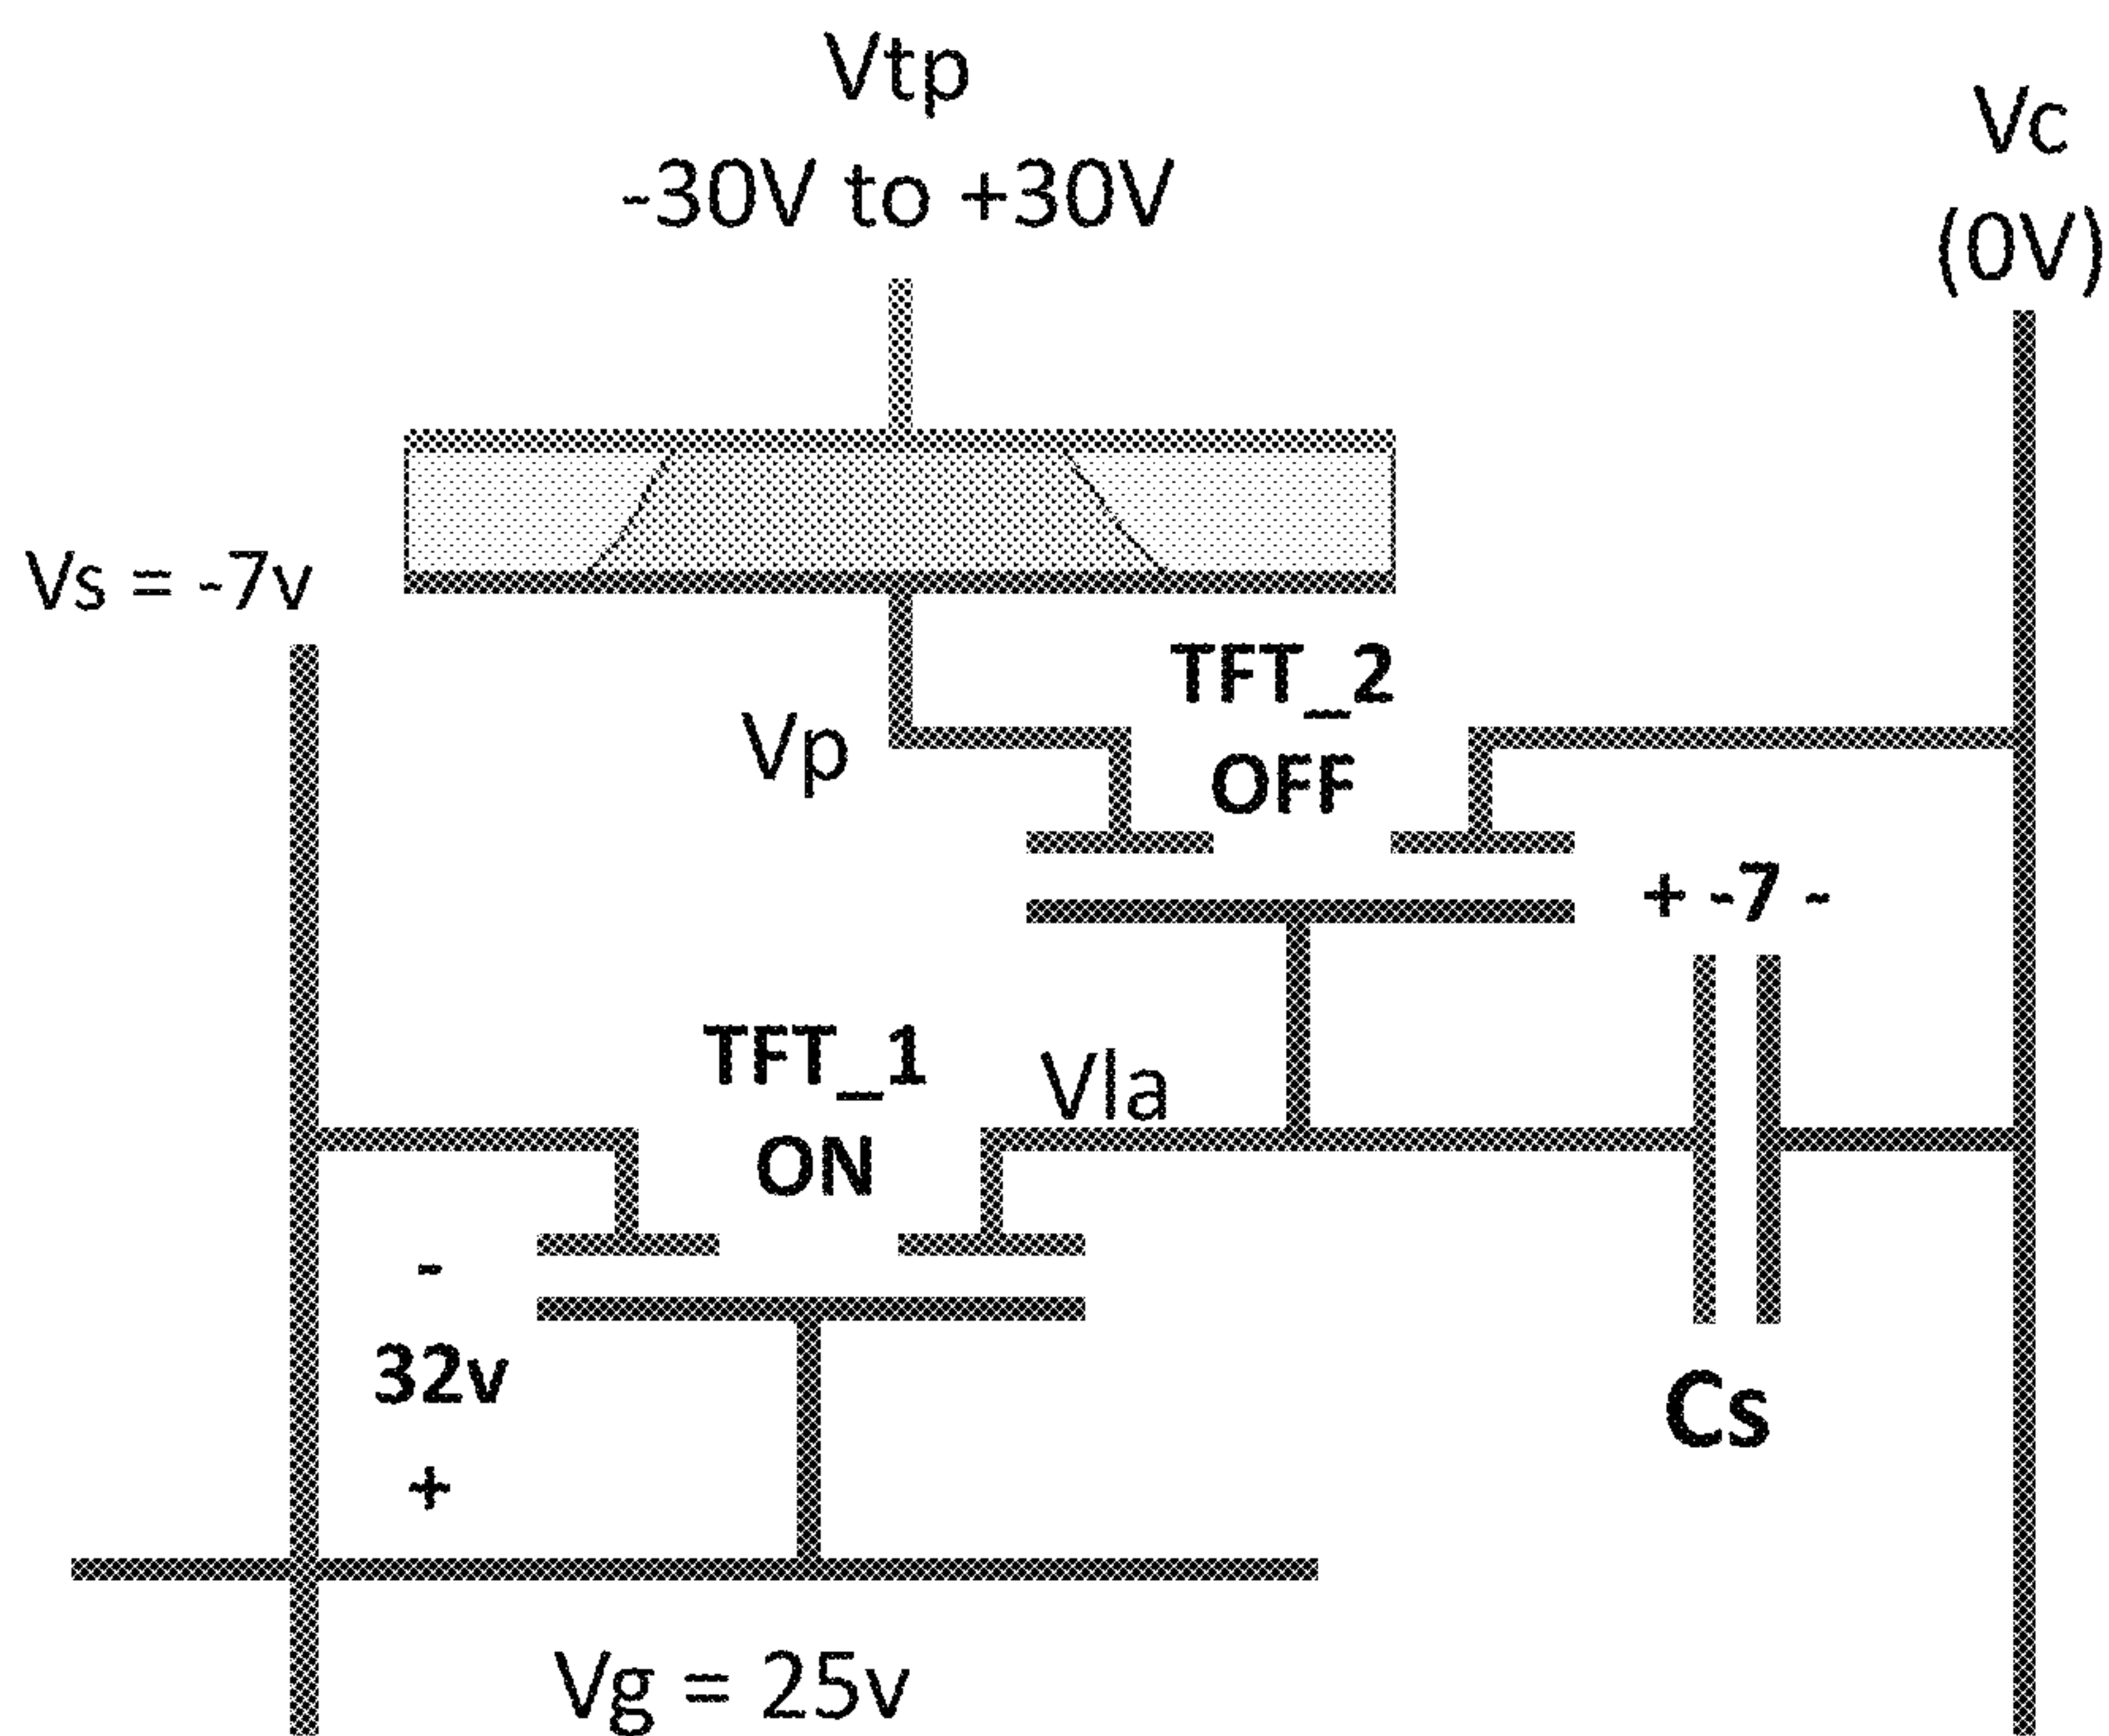 Vtp
-30V to +30V
Vc
(0V)
Vs = -7v
TFT_2
OFF
Vp
+ -7 -
TFT_1
ON
Vla
-
32v
+
Cs
Vg = 25v